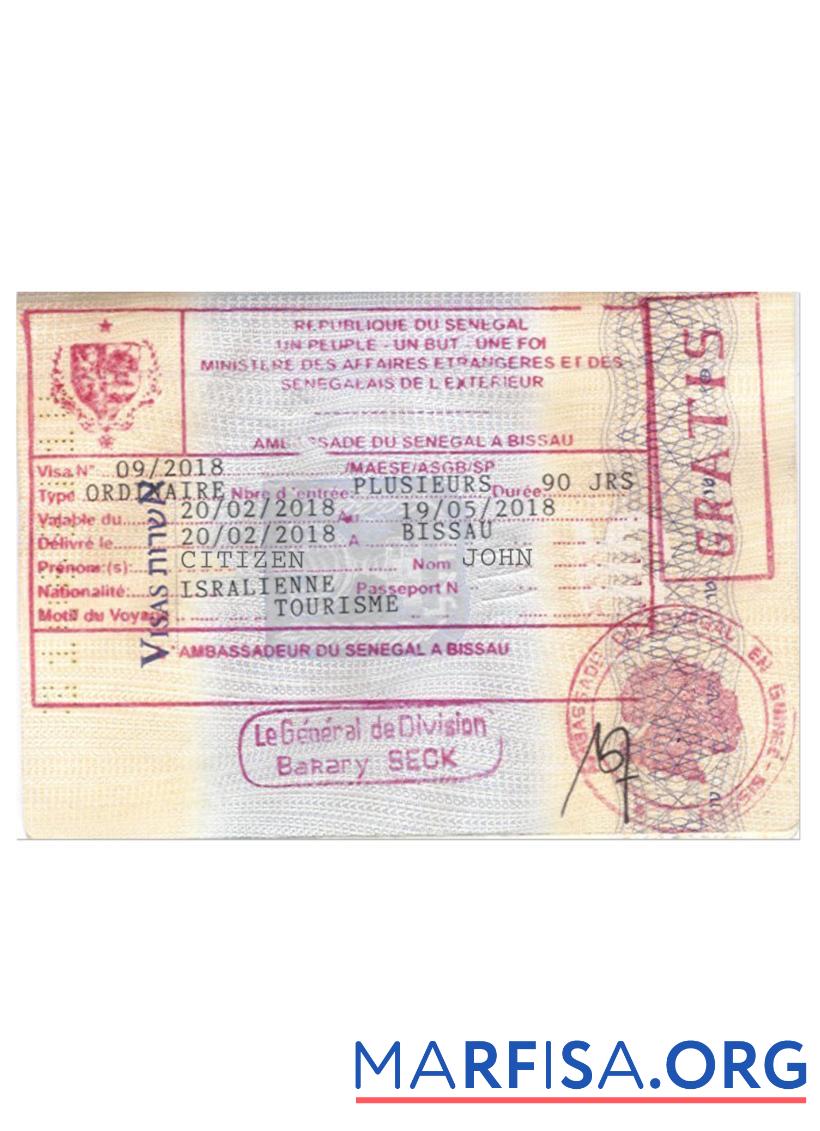 REPUBLIQUE DU SENEGAL
UN PEUPLE - UN BUT - UNE FOI
MINISTERE DES AFFAIRES ETRANGERES ET DES
SENEGALAIS DE L EXTERIEUR
AMBASSADE DU SENEGAL A BISSAU
GRATIS
Visa N° 09/2018 /MAESE/ASGB/SP
Type ORDINAIRE Nbre d'entrée PLUSIEURS Durée 90 JRS
Valable du 20/02/2018 Au 19/05/2018
Délivré le 20/02/2018 A BISSAU
Prénom:(s): CITIZEN Nom JOHN
Nationalité: ISRALIENNE Passeport N
Motif du Voyage TOURISME
VISAS אשרות
AMBASSADEUR DU SENEGAL A BISSAU
Le Général de Division
Bakary SECK
MARFISA.ORG